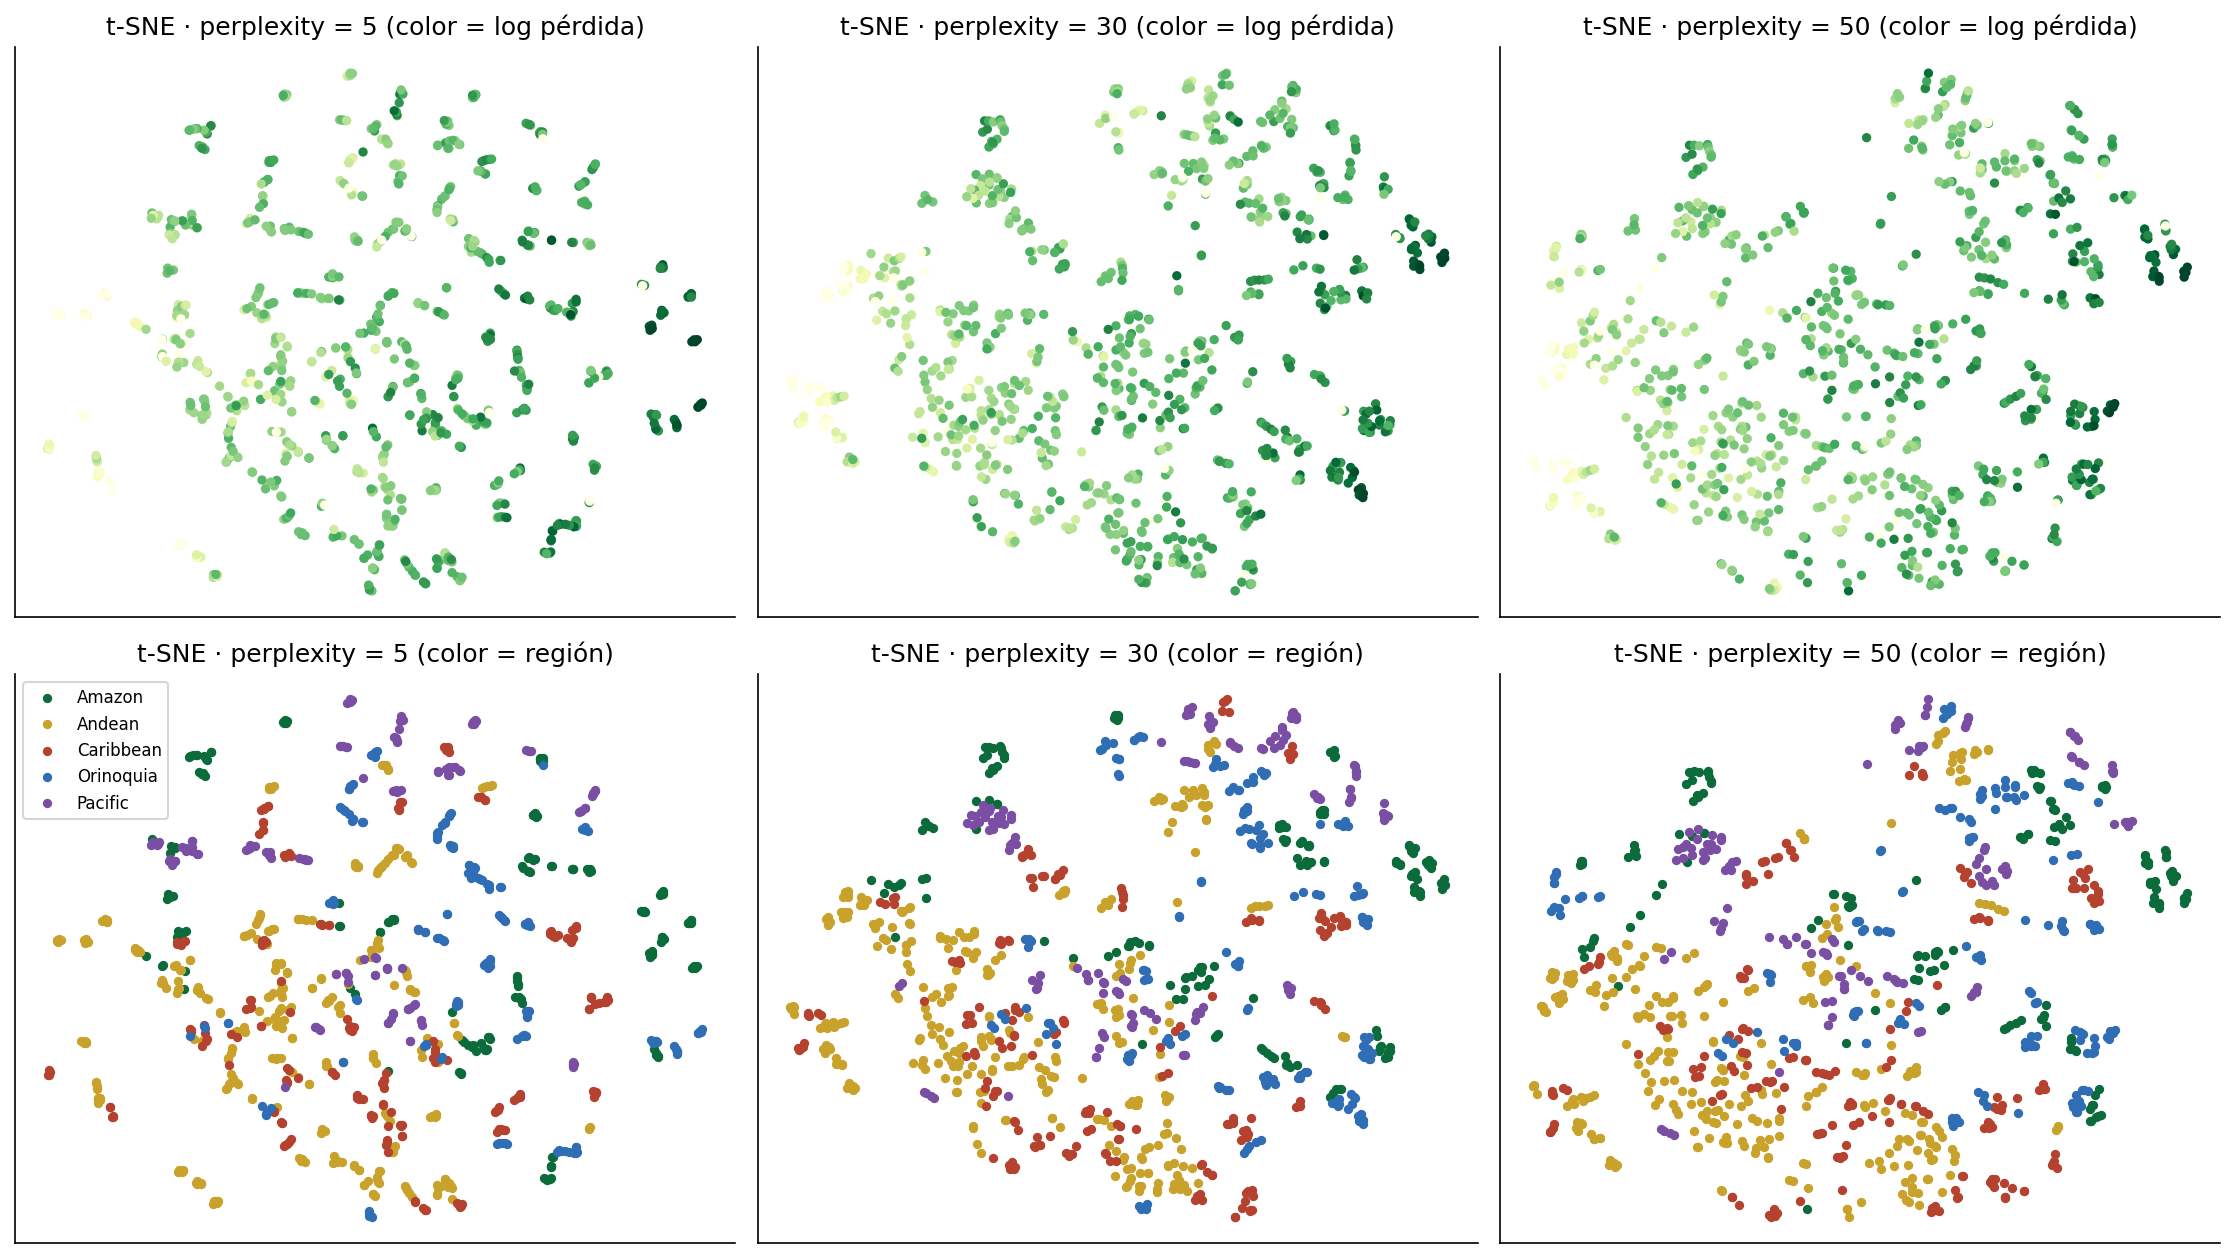 t-SNE · perplexity = 5 (color = log pérdida)
t-SNE · perplexity = 30 (color = log pérdida)
t-SNE · perplexity = 50 (color = log pérdida)
t-SNE · perplexity = 5 (color = región)
t-SNE · perplexity = 30 (color = región)
t-SNE · perplexity = 50 (color = región)
Amazon
Andean
Caribbean
Orinoquia
Pacific